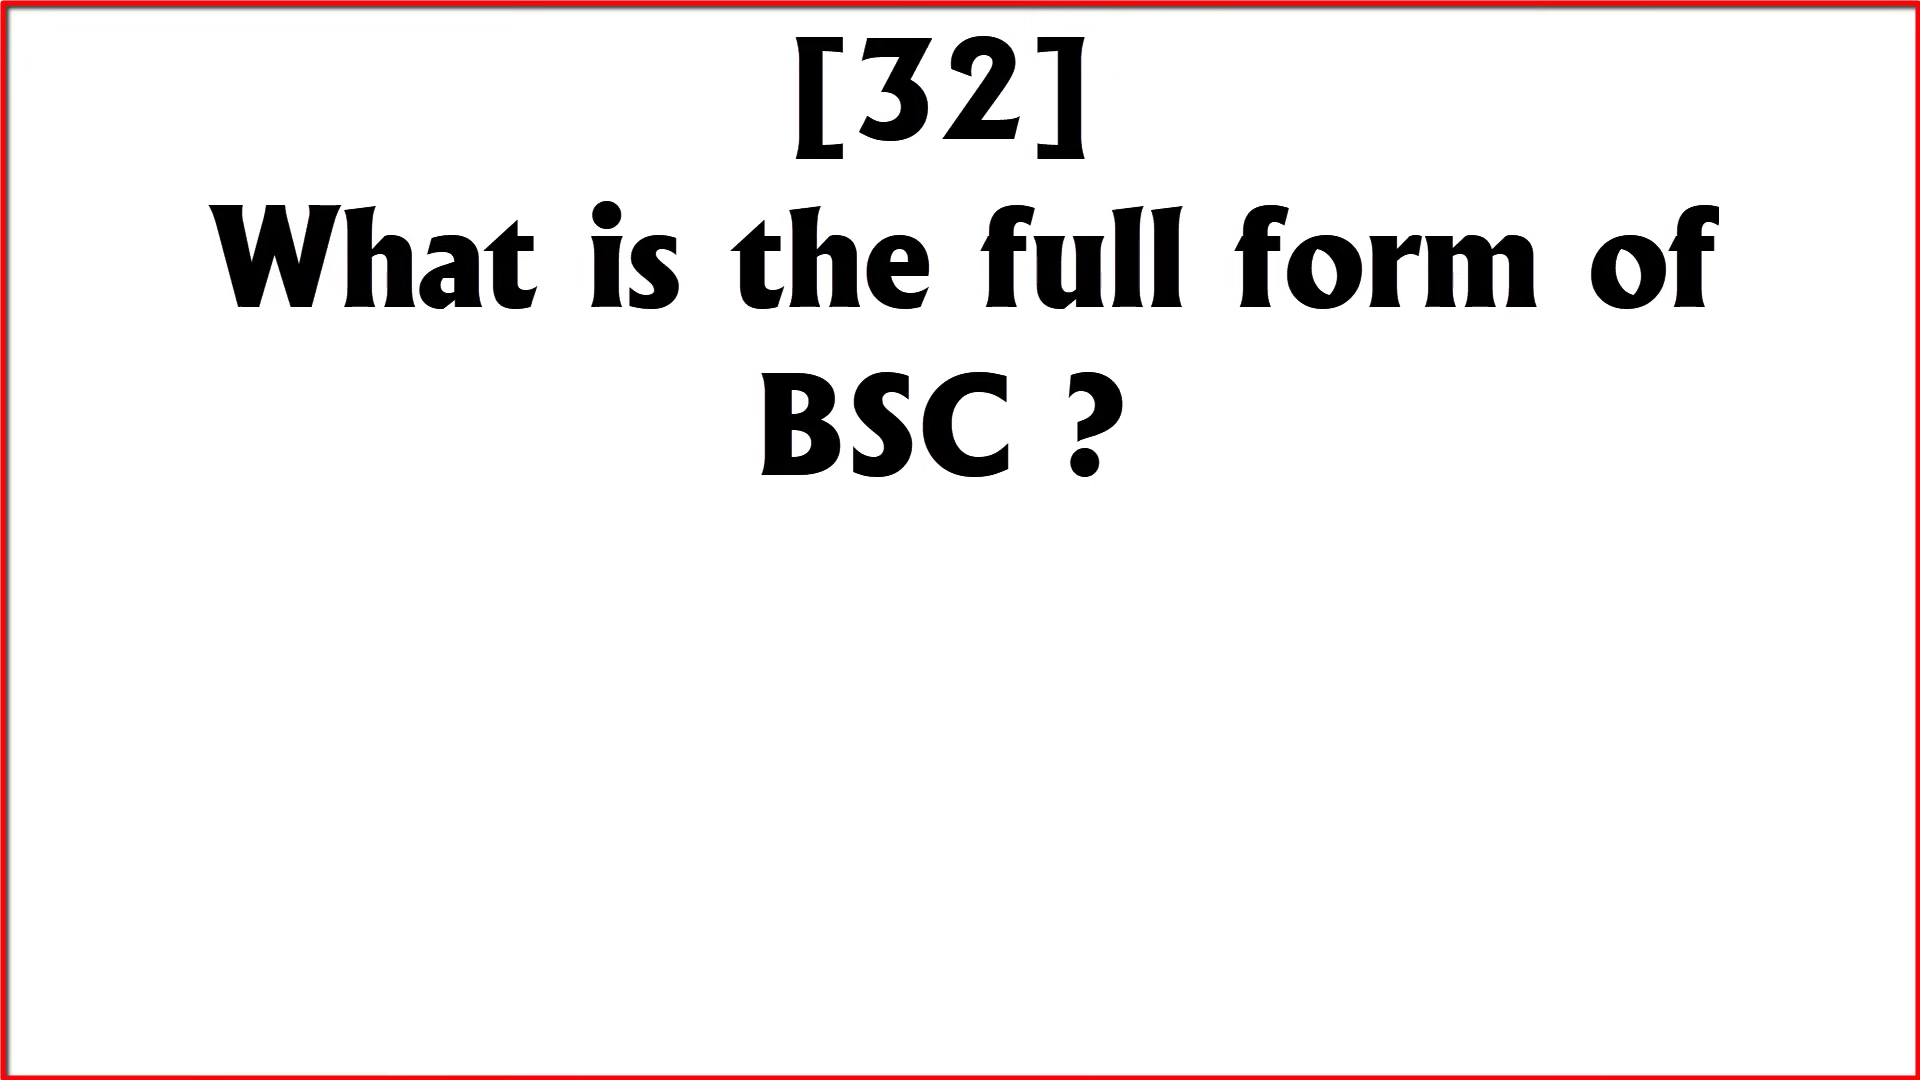 [32]
What is the full form of
BSC ?